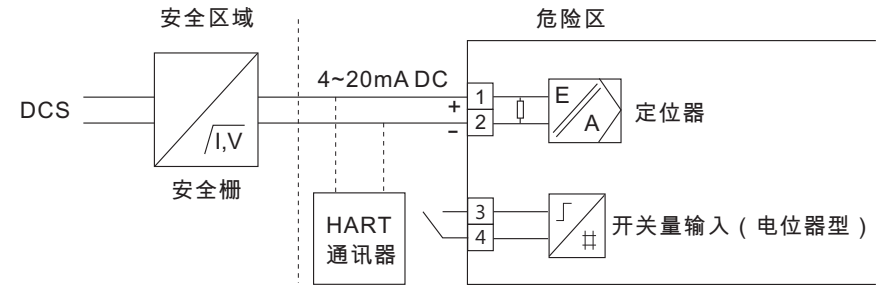 安全区域
危险区
4~20mA DC
DCS
+
-
1
2
E
A
定位器
I,V
安全栅
HART
通讯器
3
4
开关量输入（电位器型）